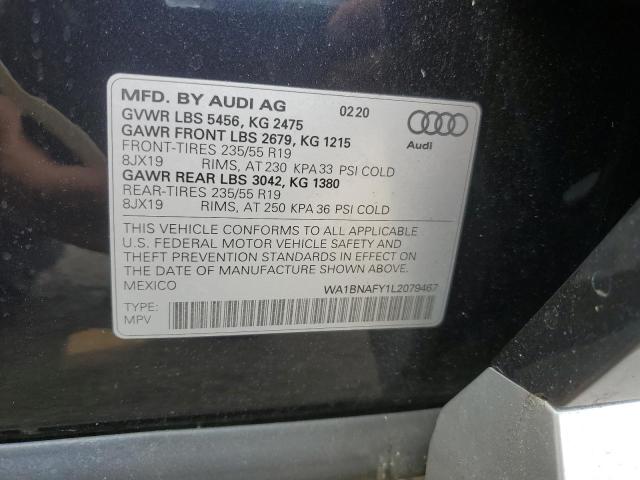 MFD. BY AUDI AG 0220
GVWR LBS 5456, KG 2475
GAWR FRONT LBS 2679, KG 1215
FRONT-TIRES 235/55 R19
8JX19 RIMS, AT 230 KPA 33 PSI COLD
GAWR REAR LBS 3042, KG 1380
REAR-TIRES 235/55 R19
8JX19 RIMS, AT 250 KPA 36 PSI COLD
Audi
THIS VEHICLE CONFORMS TO ALL APPLICABLE
U.S. FEDERAL MOTOR VEHICLE SAFETY AND
THEFT PREVENTION STANDARDS IN EFFECT ON
THE DATE OF MANUFACTURE SHOWN ABOVE
MEXICO WA1BNAFY1L2079467
TYPE:
MPV